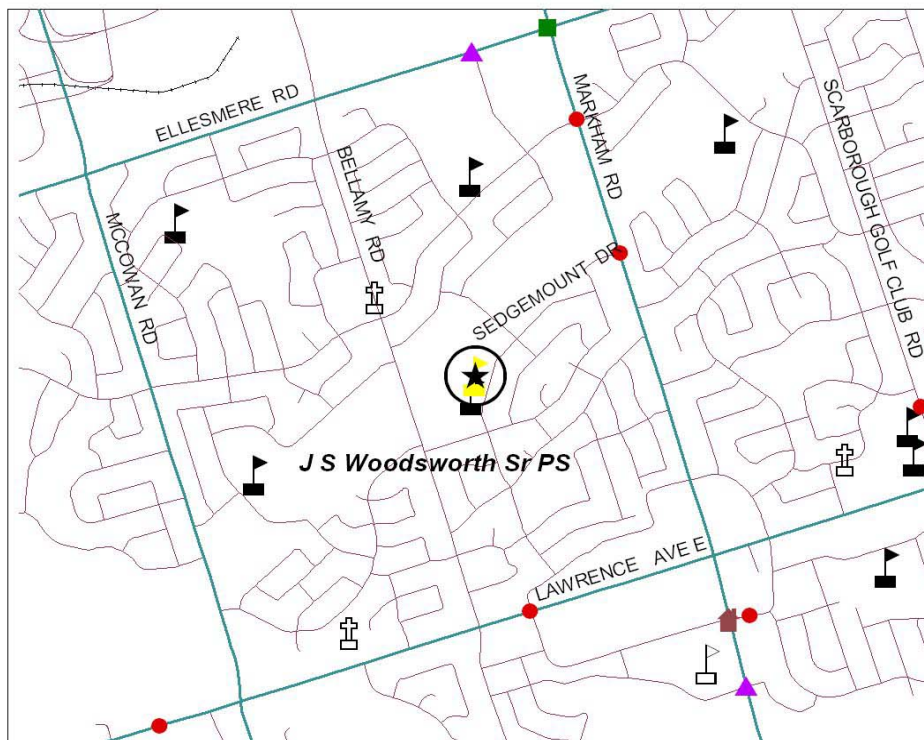 ELLESMERE RD
MARKHAM RD
SCARBOROUGH GOLF CLUB RD
BELLAMY RD
MCCOWAN RD
SEDGEMOUNT DR
J S Woodsworth Sr PS
LAWRENCE AVE E